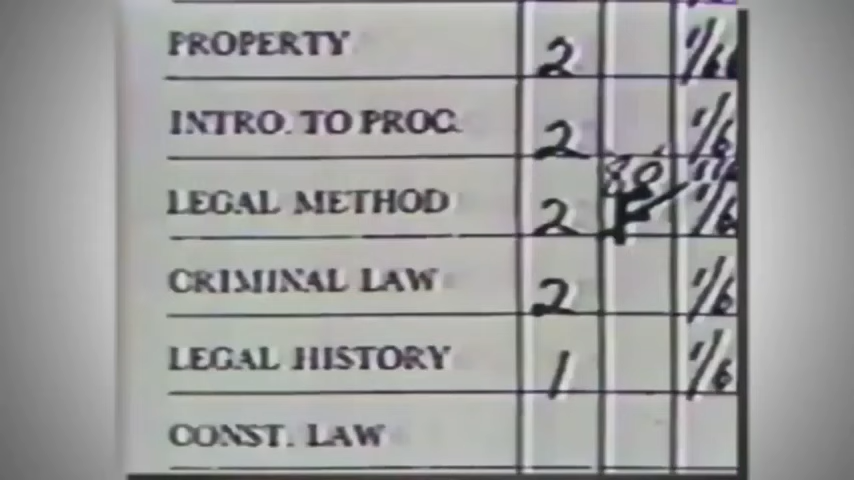 PROPERTY 2 1/6
INTRO. TO PROC. 2 1/6
80
LEGAL METHOD 2 F 1/6
CRIMINAL LAW 2 1/6
LEGAL HISTORY 1 1/6
CONST. LAW